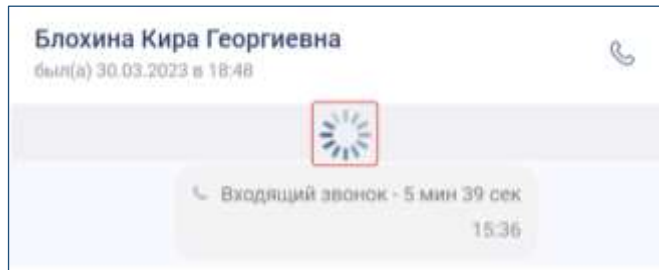 Блохина Кира Георгиевна
был(а) 30.03.2023 в 18:48
Входящий звонок - 5 мин 39 сек
15:36